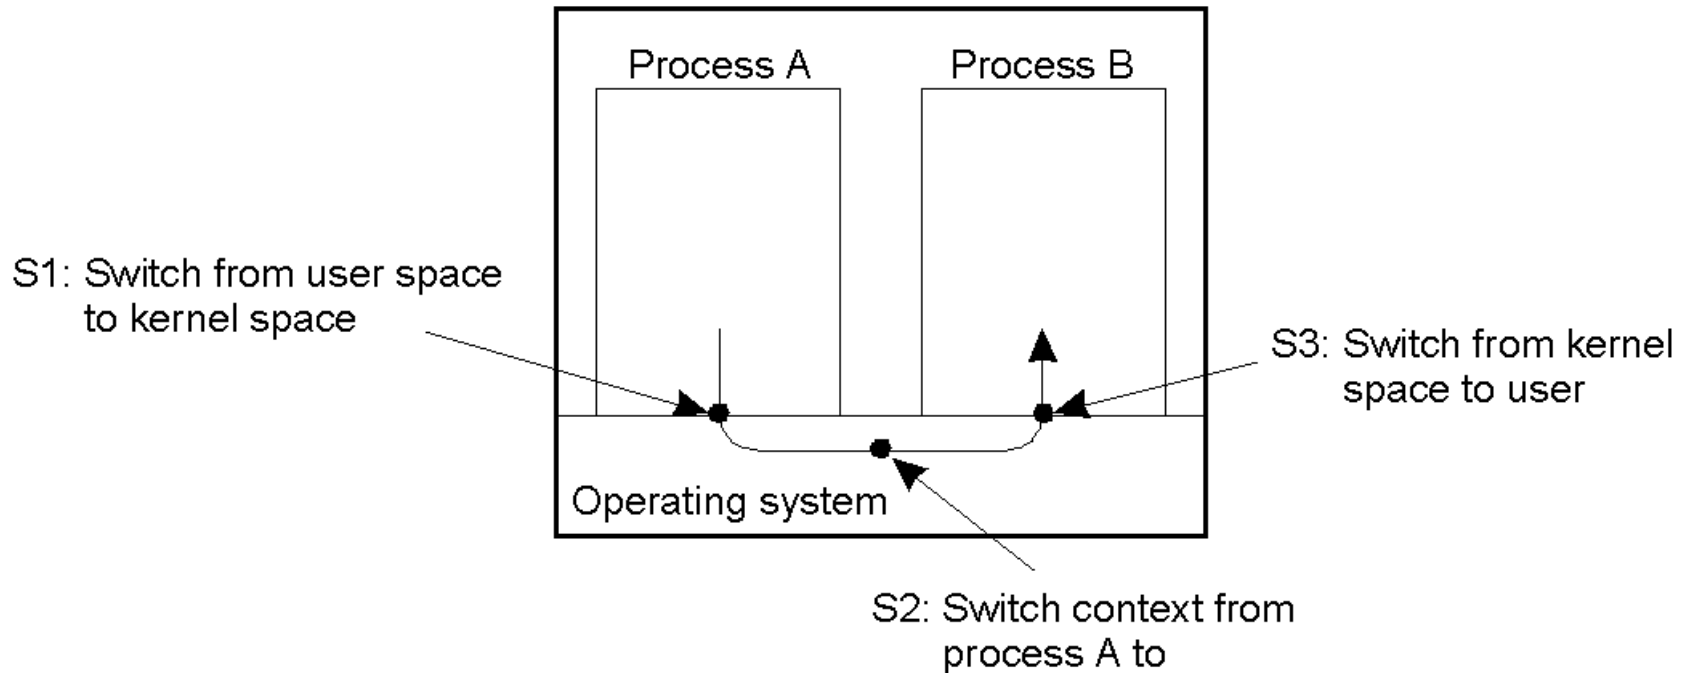 Process A
Process B
S1: Switch from user space
to kernel space
S3: Switch from kernel
space to user
Operating system
S2: Switch context from
process A to